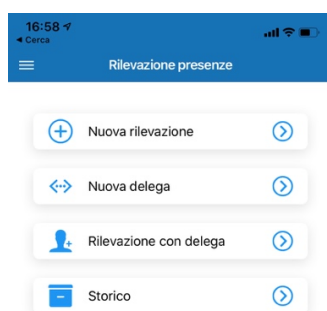 16:58
Cerca
Rilevazione presenze
Nuova rilevazione
Nuova delega
Rilevazione con delega
Storico